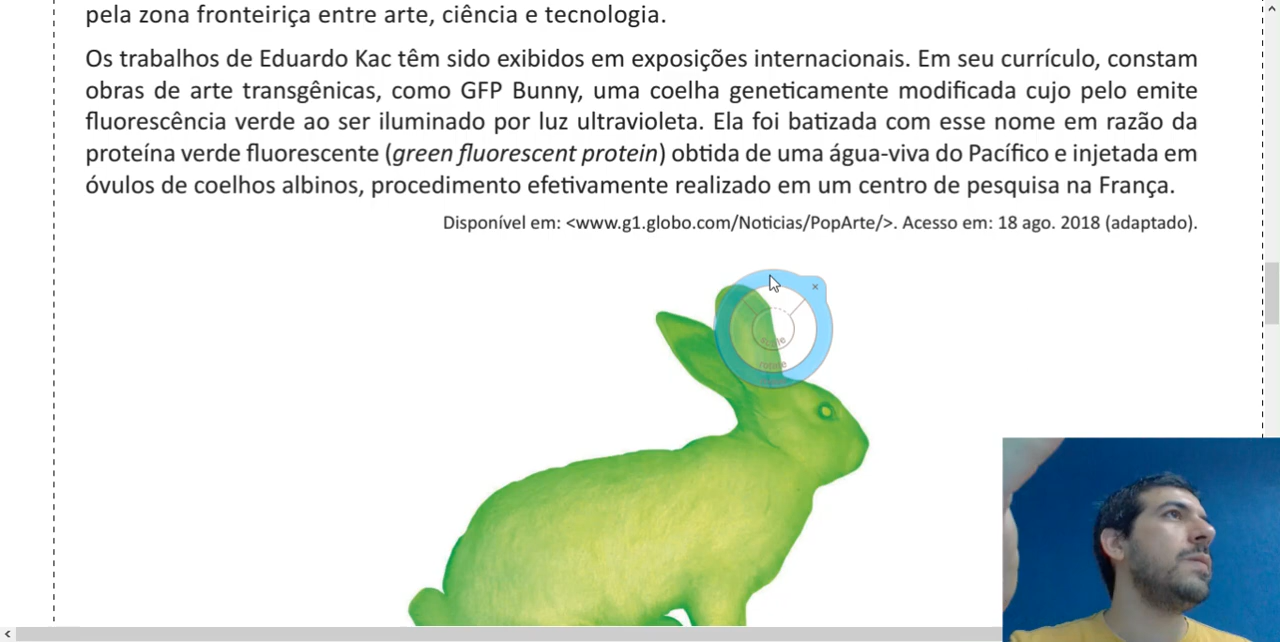 pela zona fronteiriça entre arte, ciência e tecnologia.
Os trabalhos de Eduardo Kac têm sido exibidos em exposições internacionais. Em seu currículo, constam
obras de arte transgênicas, como GFP Bunny, uma coelha geneticamente modificada cujo pelo emite
fluorescência verde ao ser iluminado por luz ultravioleta. Ela foi batizada com esse nome em razão da
proteína verde fluorescente (green fluorescent protein) obtida de uma água-viva do Pacífico e injetada em
óvulos de coelhos albinos, procedimento efetivamente realizado em um centro de pesquisa na França.
Disponível em: <www.g1.globo.com/Noticias/PopArte/>. Acesso em: 18 ago. 2018 (adaptado).